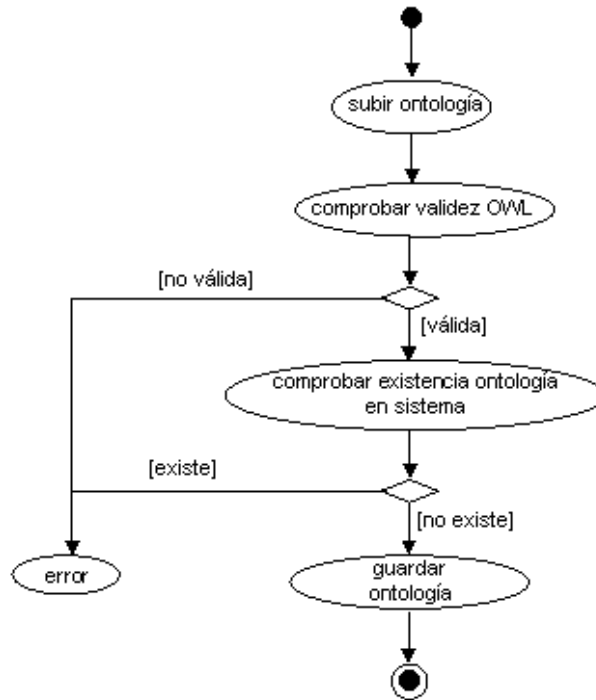 subir ontología
comprobar validez OWL
[no válida]
[válida]
comprobar existencia ontología
en sistema
[existe]
[no existe]
error
guardar
ontología